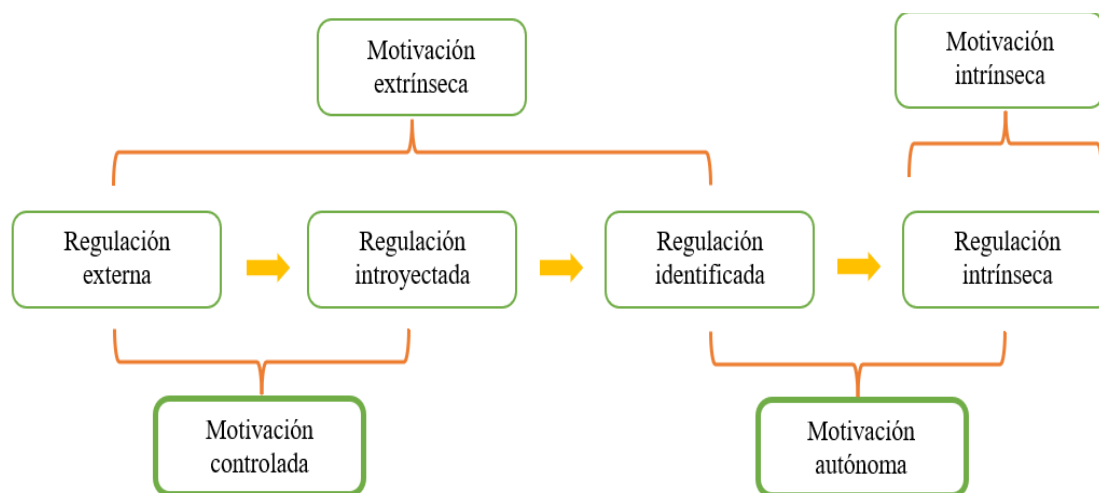 Motivación
extrínseca
Motivación
intrínseca
Regulación
externa
Regulación
introyectada
Regulación
identificada
Regulación
intrínseca
Motivación
controlada
Motivación
autónoma